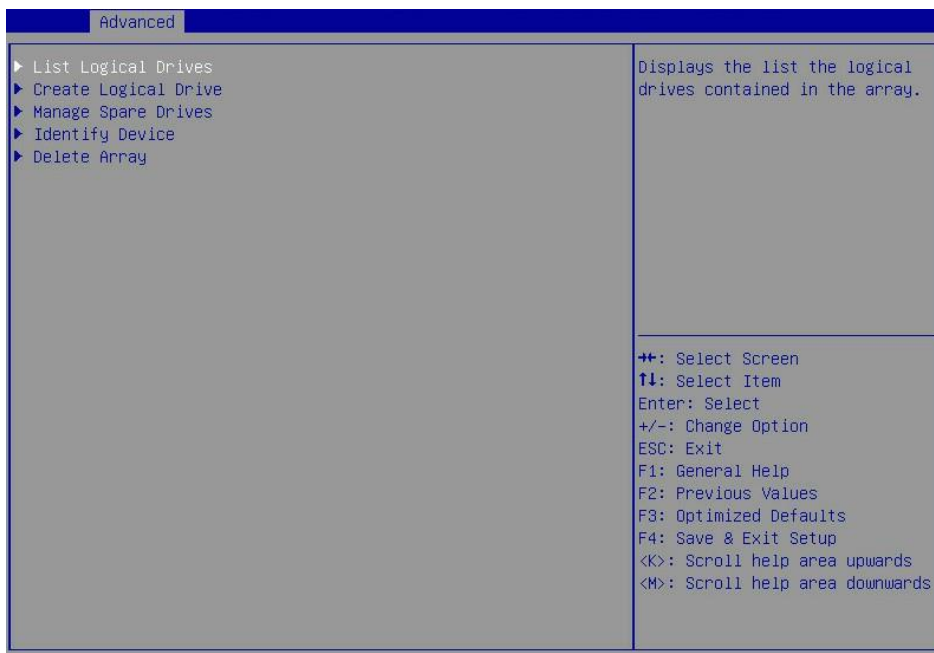 Advanced
▶ List Logical Drives
▶ Create Logical Drive
▶ Manage Spare Drives
▶ Identify Device
▶ Delete Array
Displays the list the logical
drives contained in the array.
→←: Select Screen
↑↓: Select Item
Enter: Select
+/-: Change Option
ESC: Exit
F1: General Help
F2: Previous Values
F3: Optimized Defaults
F4: Save & Exit Setup
<K>: Scroll help area upwards
<M>: Scroll help area downwards